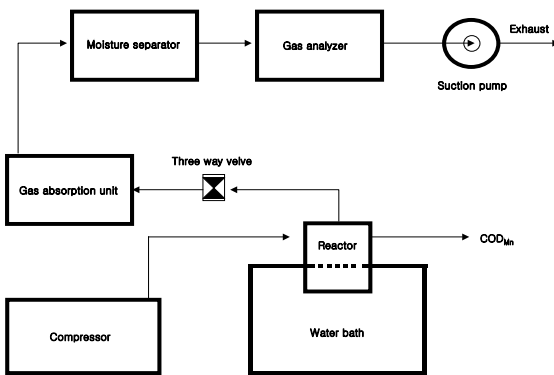 Exhaust
Moisture separator
Gas analyzer
Suction pump
Three way velve
Gas absorption unit
Reactor
COD_Mn
Compressor
Water bath